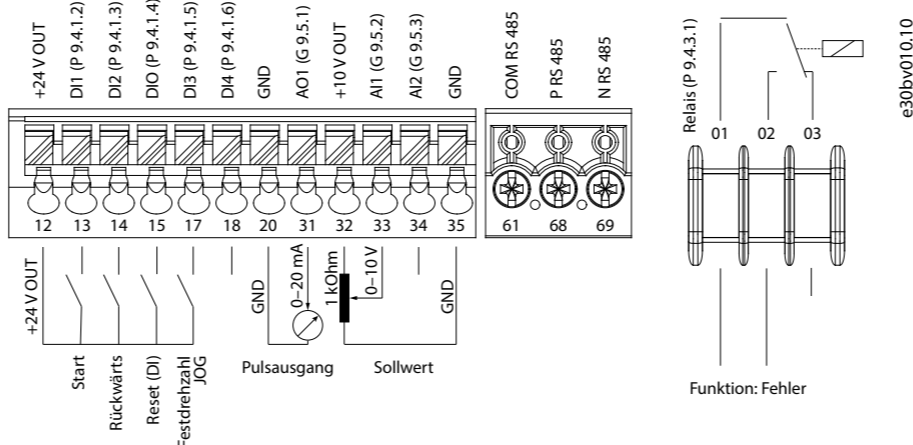 +24 V OUT
DI1 (P 9.4.1.2)
DI2 (P 9.4.1.3)
DIO (P 9.4.1.4)
DI3 (P 9.4.1.5)
DI4 (P 9.4.1.6)
GND
AO1 (G 9.5.1)
+10 V OUT
AI1 (G 9.5.2)
AI2 (G 9.5.3)
GND
COM RS 485
P RS 485
N RS 485
Relais (P 9.4.3.1)
01 02 03
e30bv010.10
12 13 14 15 17 18 20 31 32 33 34 35
61 68 69
+24 V OUT
GND
0–20 mA
1 kOhm
0–10 V
GND
Start
Rückwärts
Reset (DI)
Festdrehzahl
JOG
Pulsausgang
Sollwert
Funktion: Fehler